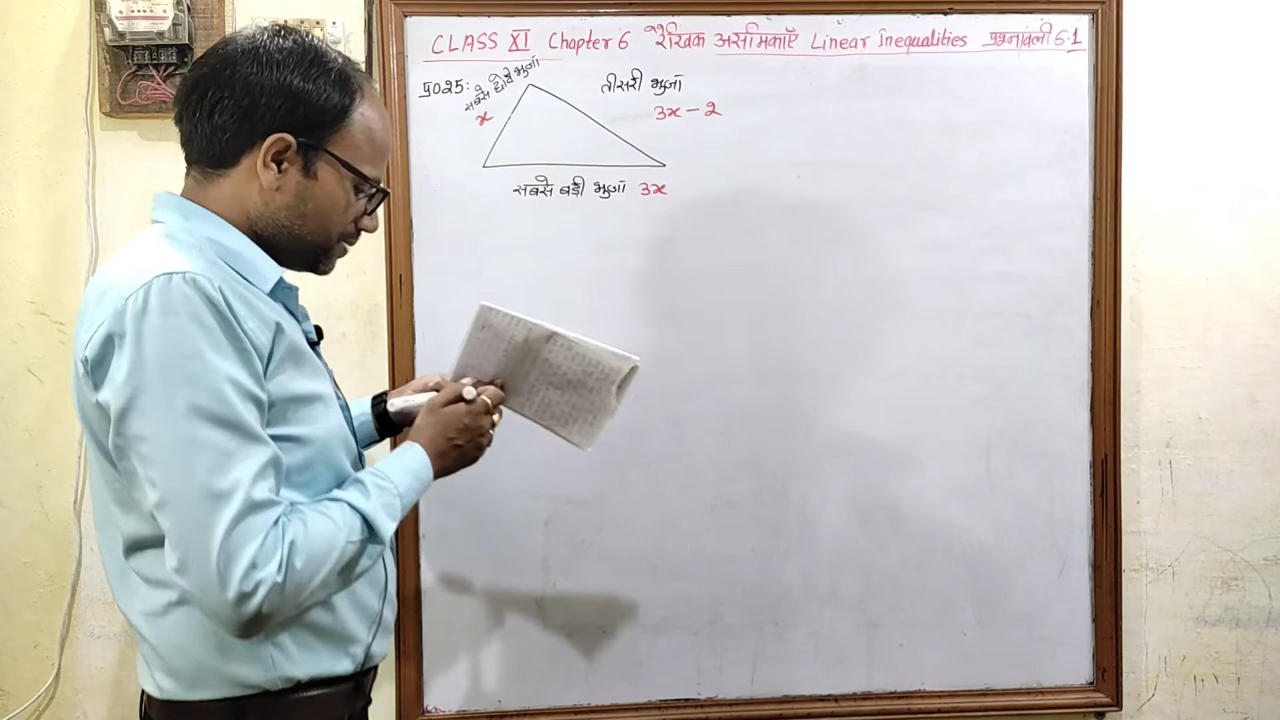 CLASS XI Chapter 6 रैखिक असमिकाएँ Linear Inequalities प्रश्नावली 6.1
प्र025:
सबसे छोटी भुजा
x
तीसरी भुजा
3x - 2
सबसे बड़ी भुजा 3x